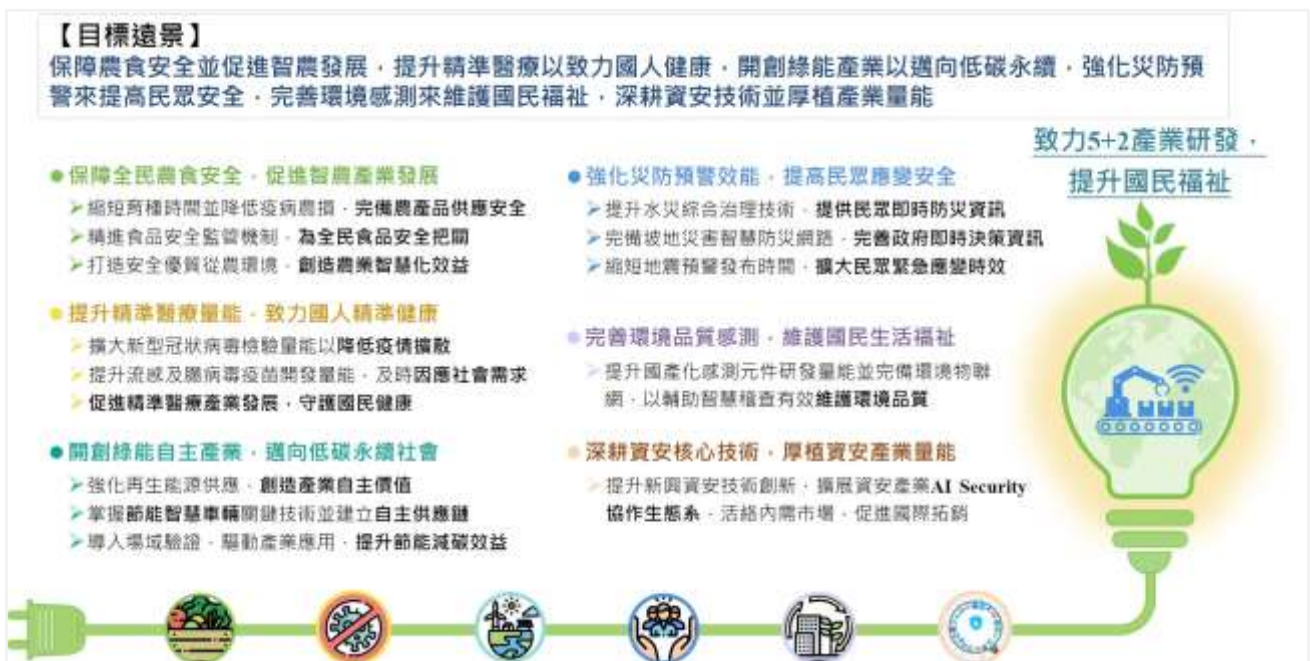 【目標遠景】
保障農食安全並促進智農發展，提升精準醫療以致力國人健康，開創綠能產業以邁向低碳永續，強化災防預
警來提高民眾安全，完善環境感測來維護國民福祉，深耕資安技術並厚植產業量能
致力5+2產業研發，
提升國民福祉
●保障全民農食安全，促進智農產業發展
➢縮短育種時間並降低疫病農損，完備農產品供應安全
➢精進食品安全監管機制，為全民食品安全把關
➢打造安全優質從農環境，創造農業智慧化效益
●提升精準醫療量能，致力國人精準健康
➢擴大新型冠狀病毒檢驗量能以降低疫情擴散
➢提升流感及腸病毒疫苗開發量能，及時因應社會需求
➢促進精準醫療產業發展，守護國民健康
●開創綠能自主產業，邁向低碳永續社會
➢強化再生能源供應，創造產業自主價值
➢掌握節能智慧車輛關鍵技術並建立自主供應鏈
➢導入場域驗證，驅動產業應用，提升節能減碳效益
●強化災防預警效能，提高民眾應變安全
➢提升水災綜合治理技術，提供民眾即時防災資訊
➢完備坡地災害智慧防災網路，完善政府即時決策資訊
➢縮短地震預警發布時間，擴大民眾緊急應變時效
●完善環境品質感測，維護國民生活福祉
➢提升國產化感測元件研發量能並完備環境物聯
網，以輔助智慧稽查有效維護環境品質
●深耕資安核心技術，厚植資安產業量能
➢提升新興資安技術創新，擴展資安產業AI Security
協作生態系，活絡內需市場，促進國際拓銷